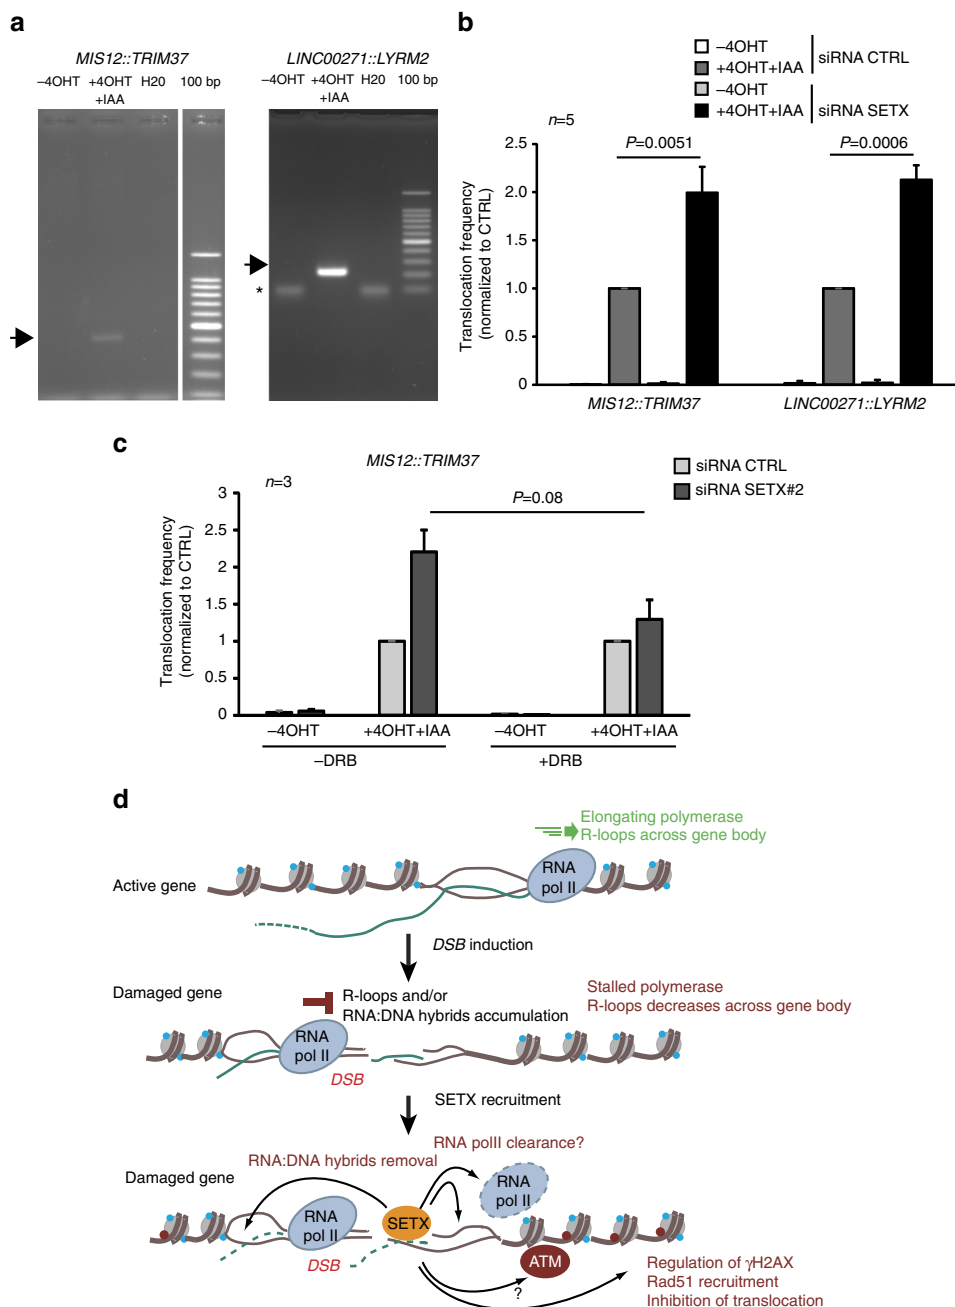 a
MIS12::TRIM37
–4OHT +4OHT H20 100 bp
+IAA
LINC00271::LYRM2
–4OHT +4OHT H20 100 bp
+IAA
*
b
–4OHT
+4OHT+IAA
siRNA CTRL
–4OHT
+4OHT+IAA
siRNA SETX
n=5
P=0.0051
P=0.0006
Translocation frequency
(normalized to CTRL)
2.5
2.0
1.5
1.0
0.5
0
MIS12::TRIM37
LINC00271::LYRM2
c
MIS12::TRIM37
siRNA CTRL
siRNA SETX#2
n=3
P=0.08
Translocation frequency
(normalized to CTRL)
3
2.5
2
1.5
1
0.5
0
–4OHT +4OHT+IAA –4OHT +4OHT+IAA
–DRB +DRB
d
Elongating polymerase
R-loops across gene body
RNA
pol II
Active gene
DSB induction
Damaged gene
R-loops and/or
RNA:DNA hybrids accumulation
Stalled polymerase
R-loops decreases across gene body
RNA
pol II
DSB
SETX recruitment
RNA polII clearance?
RNA:DNA hybrids removal
Damaged gene
RNA
pol II
RNA
pol II
SETX
DSB
ATM
?
Regulation of γH2AX
Rad51 recruitment
Inhibition of translocation